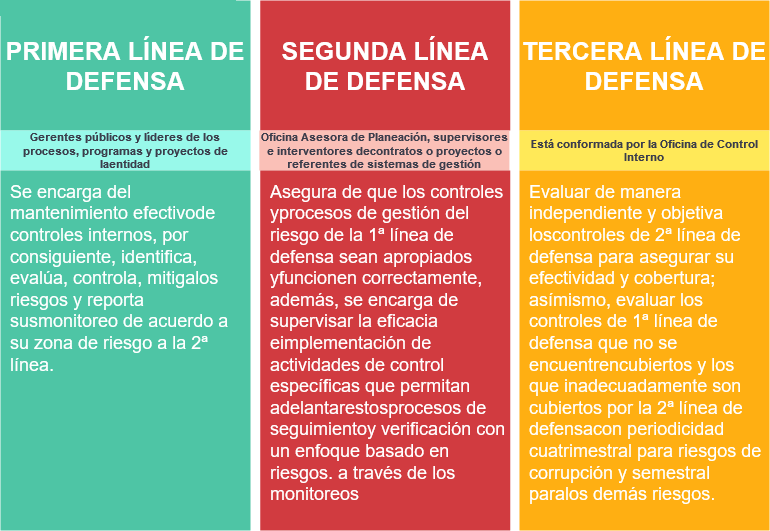 PRIMERA LÍNEA DE
DEFENSA
Gerentes públicos y líderes de los
procesos, programas y proyectos de
laentidad
Se encarga del
mantenimiento efectivode
controles internos, por
consiguiente, identifica,
evalúa, controla, mitigalos
riesgos y reporta
susmonitoreo de acuerdo a
su zona de riesgo a la 2ª
línea.
SEGUNDA LÍNEA
DE DEFENSA
Oficina Asesora de Planeación, supervisores
e interventores decontratos o proyectos o
referentes de sistemas de gestión
Asegura de que los controles
yprocesos de gestión del
riesgo de la 1ª línea de
defensa sean apropiados
yfuncionen correctamente,
además, se encarga de
supervisar la eficacia
eimplementación de
actividades de control
específicas que permitan
adelantarestosprocesos de
seguimientoy verificación con
un enfoque basado en
riesgos. a través de los
monitoreos
TERCERA LÍNEA DE
DEFENSA
Está conformada por la Oficina de Control
Interno
Evaluar de manera
independiente y objetiva
loscontroles de 2ª línea de
defensa para asegurar su
efectividad y cobertura;
asímismo, evaluar los
controles de 1ª línea de
defensa que no se
encuentrencubiertos y los
que inadecuadamente son
cubiertos por la 2ª línea de
defensacon periodicidad
cuatrimestral para riesgos de
corrupción y semestral
paralos demás riesgos.